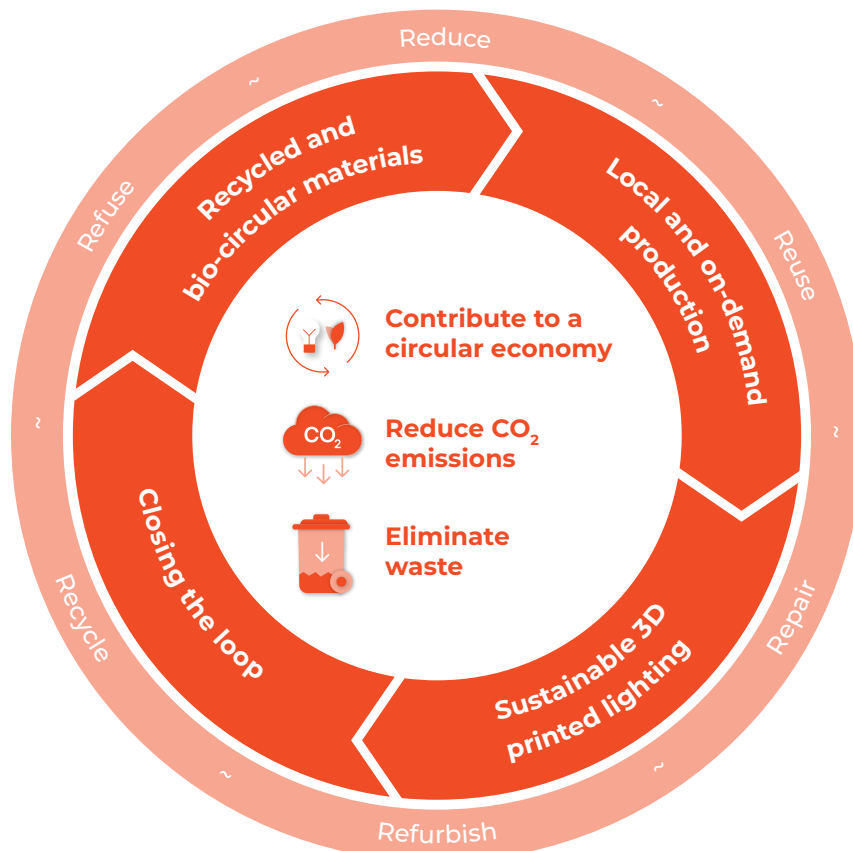 Reduce
~
~
Refuse
Reuse
Recycled and
bio-circular materials
Local and on-demand
production
Contribute to a
circular economy
CO₂
Reduce CO₂
emissions
Eliminate
waste
~
~
Closing the loop
Sustainable 3D
printed lighting
Recycle
Repair
~
~
Refurbish